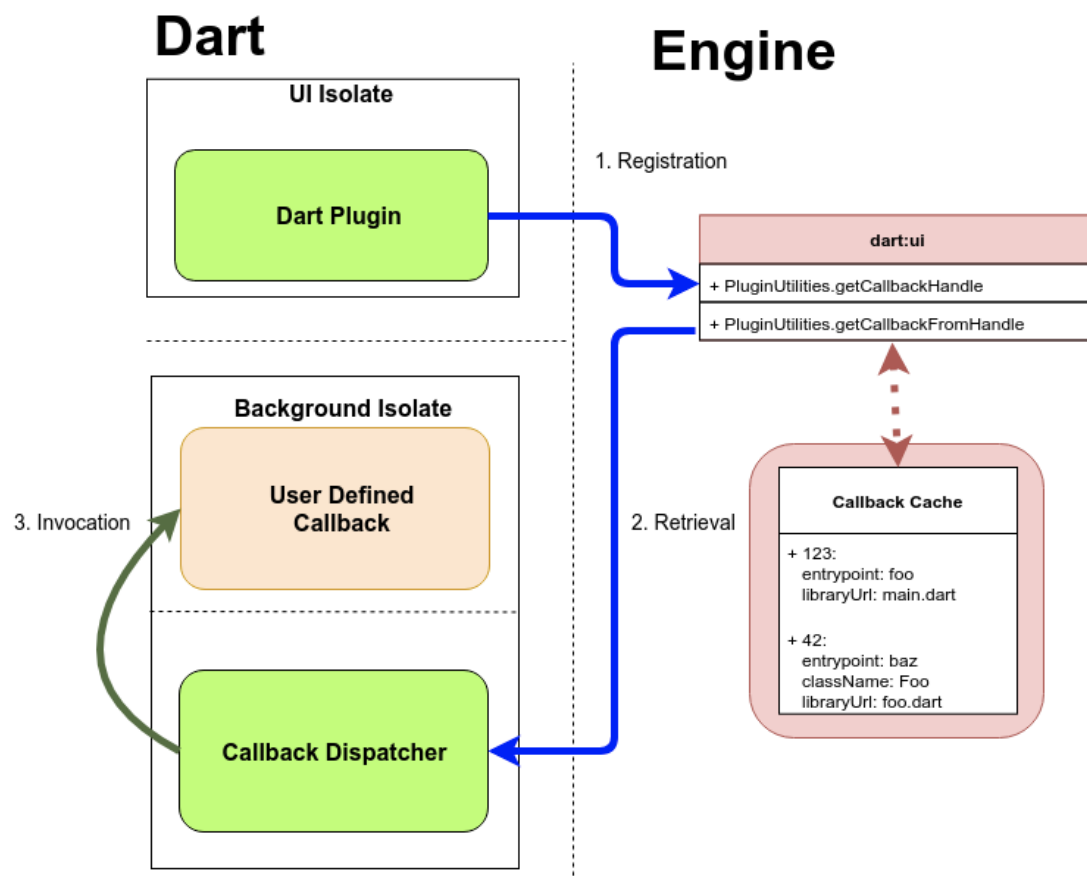 Dart
Engine
UI Isolate
Dart Plugin
1. Registration
dart:ui
+ PluginUtilities.getCallbackHandle
+ PluginUtilities.getCallbackFromHandle
Background Isolate
User Defined
Callback
3. Invocation
2. Retrieval
Callback Cache
+ 123:
entrypoint: foo
libraryUrl: main.dart
+ 42:
entrypoint: baz
className: Foo
libraryUrl: foo.dart
Callback Dispatcher